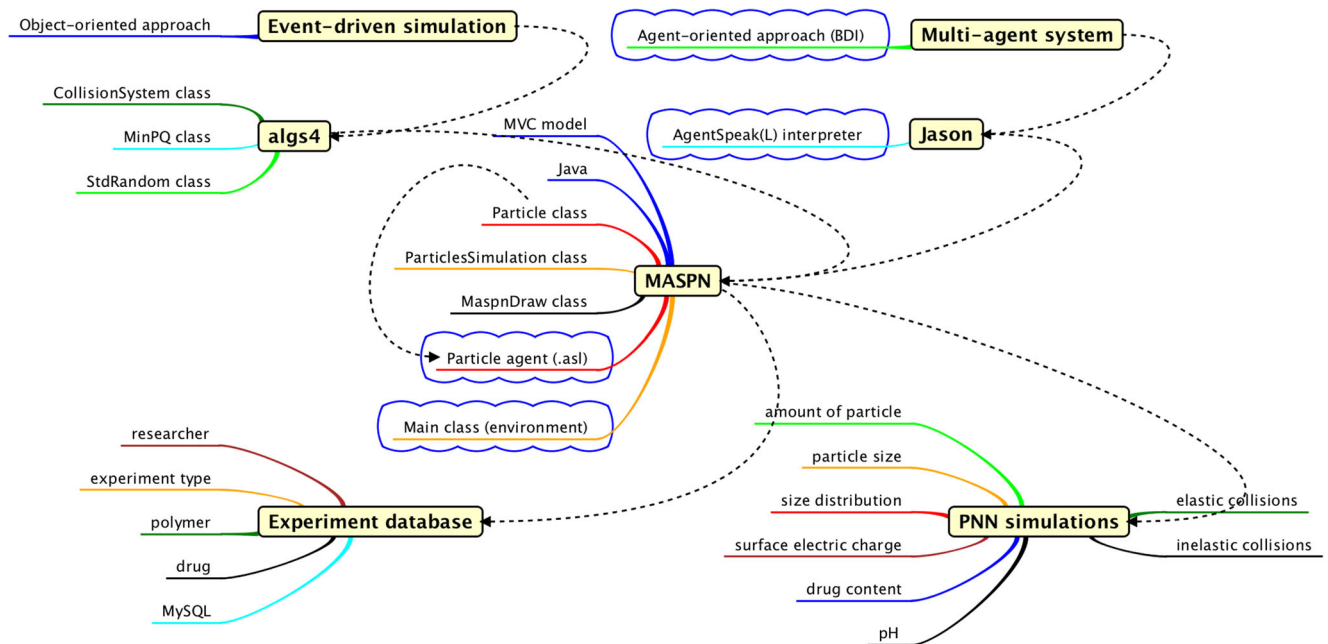 Object-oriented approach
Event-driven simulation
Agent-oriented approach (BDI)
Multi-agent system
CollisionSystem class
MinPQ class
StdRandom class
algs4
AgentSpeak(L) interpreter
Jason
MVC model
Java
Particle class
ParticlesSimulation class
MaspnDraw class
Particle agent (.asl)
Main class (environment)
MASPN
researcher
experiment type
polymer
drug
MySQL
Experiment database
amount of particle
particle size
size distribution
surface electric charge
drug content
pH
PNN simulations
elastic collisions
inelastic collisions